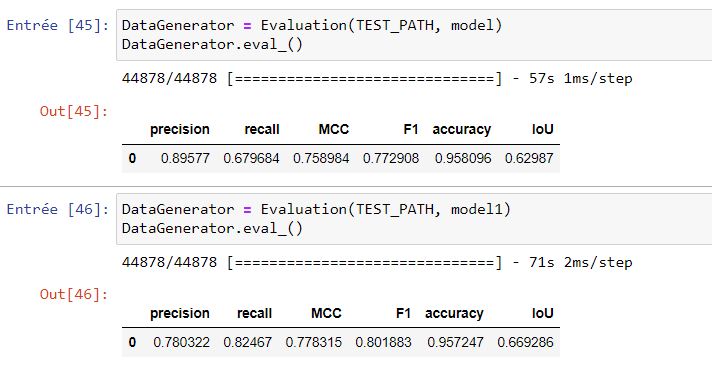 Entrée [45]: DataGenerator = Evaluation(TEST_PATH, model)
DataGenerator.eval_()
44878/44878 [==============================] - 57s 1ms/step
Out[45]:
precision recall MCC F1 accuracy IoU
0 0.89577 0.679684 0.758984 0.772908 0.958096 0.62987
Entrée [46]: DataGenerator = Evaluation(TEST_PATH, model1)
DataGenerator.eval_()
44878/44878 [==============================] - 71s 2ms/step
Out[46]:
precision recall MCC F1 accuracy IoU
0 0.780322 0.82467 0.778315 0.801883 0.957247 0.669286